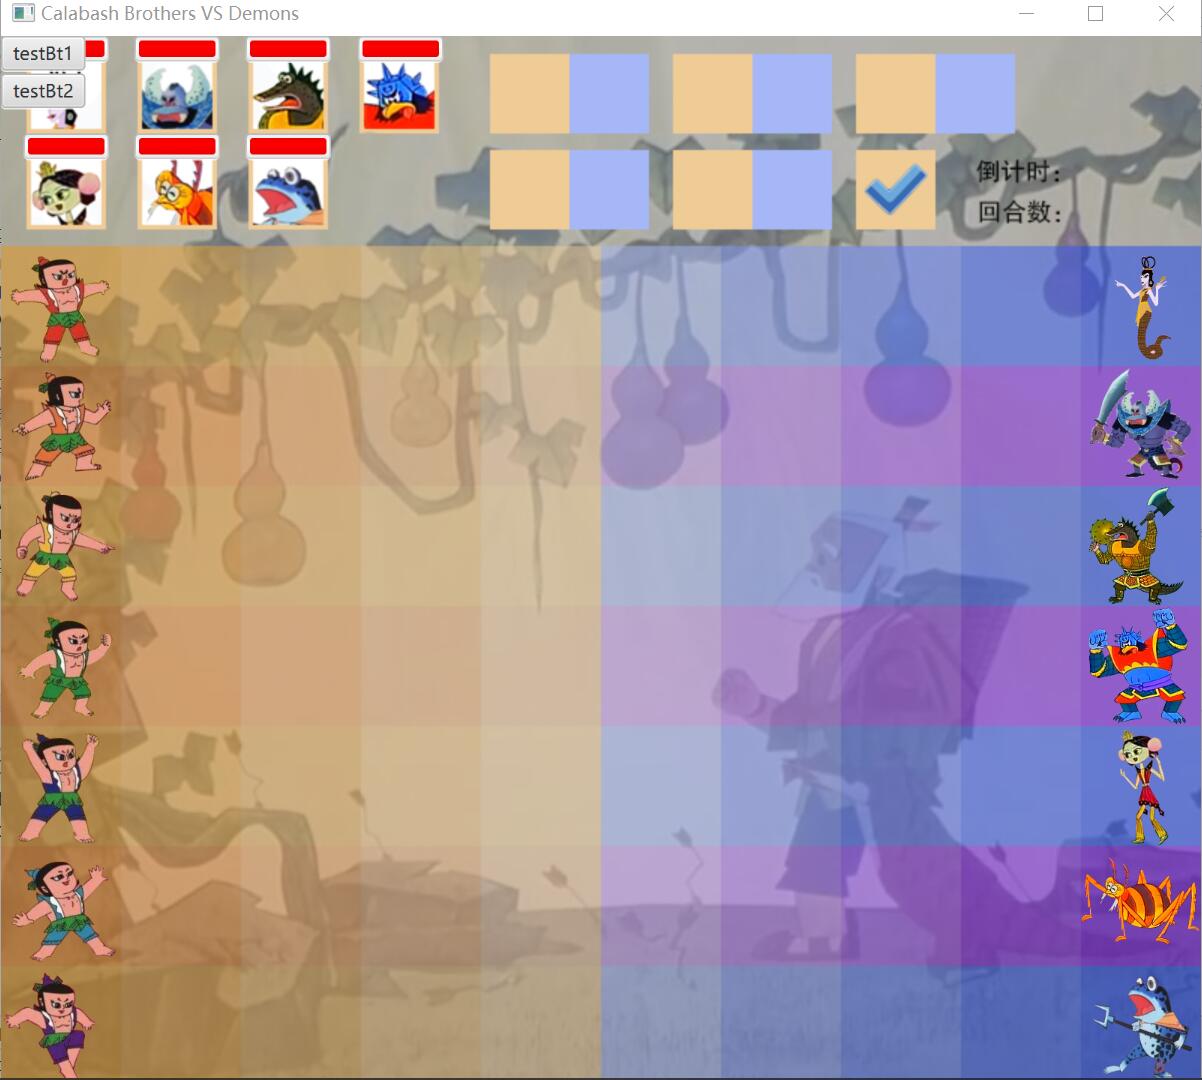 Calabash Brothers VS Demons
testBt1
testBt2
倒计时：
回合数：